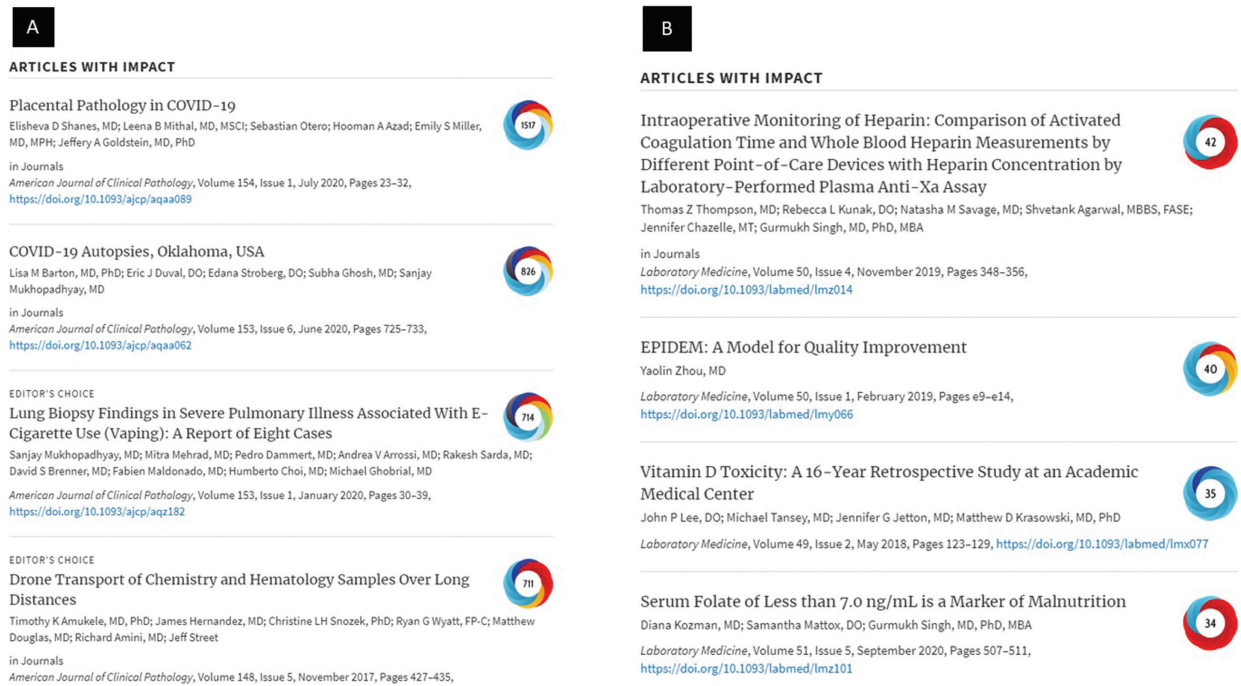 A
ARTICLES WITH IMPACT
Placental Pathology in COVID-19
Elisheva D Shanes, MD; Leena B Mithal, MD, MSCI; Sebastian Otero; Hooman A Azad; Emily S Miller,
MD, MPH; Jeffery A Goldstein, MD, PhD
1517
in Journals
American Journal of Clinical Pathology, Volume 154, Issue 1, July 2020, Pages 23–32,
https://doi.org/10.1093/ajcp/aqaa089
COVID-19 Autopsies, Oklahoma, USA
Lisa M Barton, MD, PhD; Eric J Duval, DO; Edana Stroberg, DO; Subha Ghosh, MD; Sanjay
Mukhopadhyay, MD
826
in Journals
American Journal of Clinical Pathology, Volume 153, Issue 6, June 2020, Pages 725–733,
https://doi.org/10.1093/ajcp/aqaa062
EDITOR'S CHOICE
Lung Biopsy Findings in Severe Pulmonary Illness Associated With E-
Cigarette Use (Vaping): A Report of Eight Cases
714
Sanjay Mukhopadhyay, MD; Mitra Mehrad, MD; Pedro Dammert, MD; Andrea V Arrossi, MD; Rakesh Sarda, MD;
David S Brenner, MD; Fabien Maldonado, MD; Humberto Choi, MD; Michael Ghobrial, MD
American Journal of Clinical Pathology, Volume 153, Issue 1, January 2020, Pages 30–39,
https://doi.org/10.1093/ajcp/aqz182
EDITOR'S CHOICE
Drone Transport of Chemistry and Hematology Samples Over Long
Distances
711
Timothy K Amukele, MD, PhD; James Hernandez, MD; Christine LH Snozek, PhD; Ryan G Wyatt, FP-C; Matthew
Douglas, MD; Richard Amini, MD; Jeff Street
in Journals
American Journal of Clinical Pathology, Volume 148, Issue 5, November 2017, Pages 427–435,
B
ARTICLES WITH IMPACT
Intraoperative Monitoring of Heparin: Comparison of Activated
Coagulation Time and Whole Blood Heparin Measurements by
Different Point-of-Care Devices with Heparin Concentration by
Laboratory-Performed Plasma Anti-Xa Assay
42
Thomas Z Thompson, MD; Rebecca L Kunak, DO; Natasha M Savage, MD; Shvetank Agarwal, MBBS, FASE;
Jennifer Chazelle, MT; Gurmukh Singh, MD, PhD, MBA
in Journals
Laboratory Medicine, Volume 50, Issue 4, November 2019, Pages 348–356,
https://doi.org/10.1093/labmed/lmz014
EPIDEM: A Model for Quality Improvement
Yaolin Zhou, MD
40
Laboratory Medicine, Volume 50, Issue 1, February 2019, Pages e9–e14,
https://doi.org/10.1093/labmed/lmy066
Vitamin D Toxicity: A 16-Year Retrospective Study at an Academic
Medical Center
35
John P Lee, DO; Michael Tansey, MD; Jennifer G Jetton, MD; Matthew D Krasowski, MD, PhD
Laboratory Medicine, Volume 49, Issue 2, May 2018, Pages 123–129, https://doi.org/10.1093/labmed/lmx077
Serum Folate of Less than 7.0 ng/mL is a Marker of Malnutrition
Diana Kozman, MD; Samantha Mattox, DO; Gurmukh Singh, MD, PhD, MBA
34
Laboratory Medicine, Volume 51, Issue 5, September 2020, Pages 507–511,
https://doi.org/10.1093/labmed/lmz101